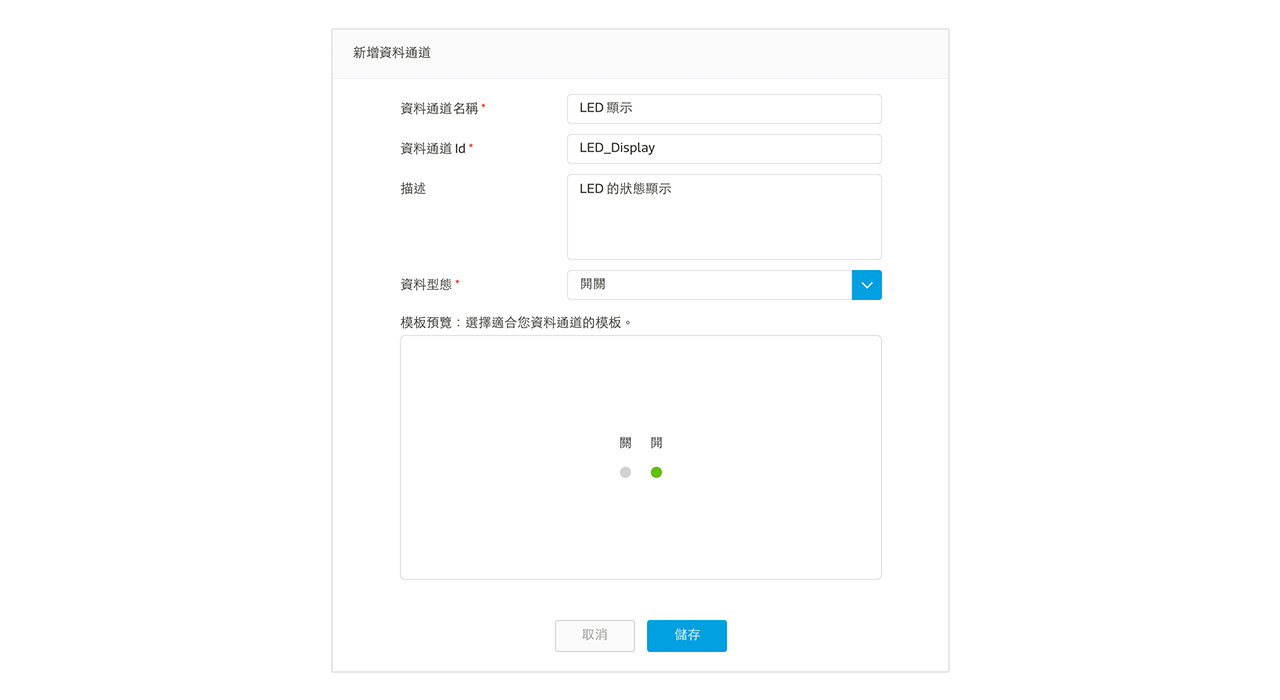 新增資料通道
資料通道名稱 * LED 顯示
資料通道 Id * LED_Display
描述 LED 的狀態顯示
資料型態 * 開關
模板預覽：選擇適合您資料通道的模板。
關 開
取消 儲存